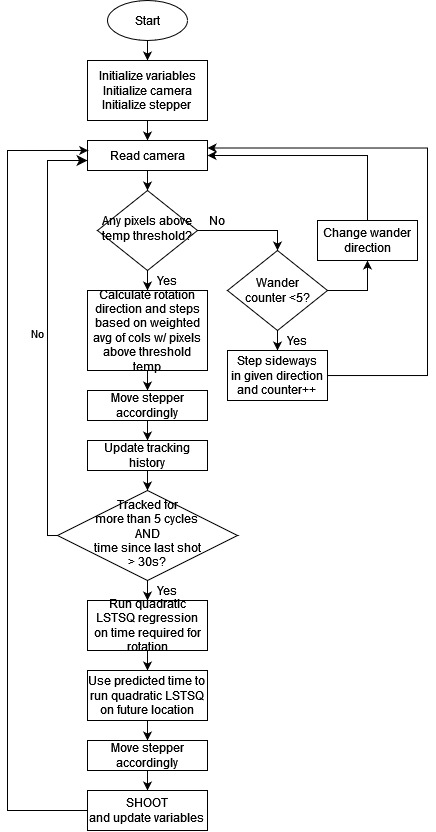 Start
Initialize variables
Initialize camera
Initialize stepper
Read camera
Any pixels above
temp threshold?
No
Change wander
direction
Wander
counter <5?
Yes
Yes
Calculate rotation
direction and steps
based on weighted
avg of cols w/ pixels
above threshold
temp
Step sideways
in given direction
and counter++
No
Move stepper
accordingly
Update tracking
history
Tracked for
more than 5 cycles
AND
time since last shot
> 30s?
Yes
Run quadratic
LSTSQ regression
on time required for
rotation
Use predicted time to
run quadratic LSTSQ
on future location
Move stepper
accordingly
SHOOT
and update variables